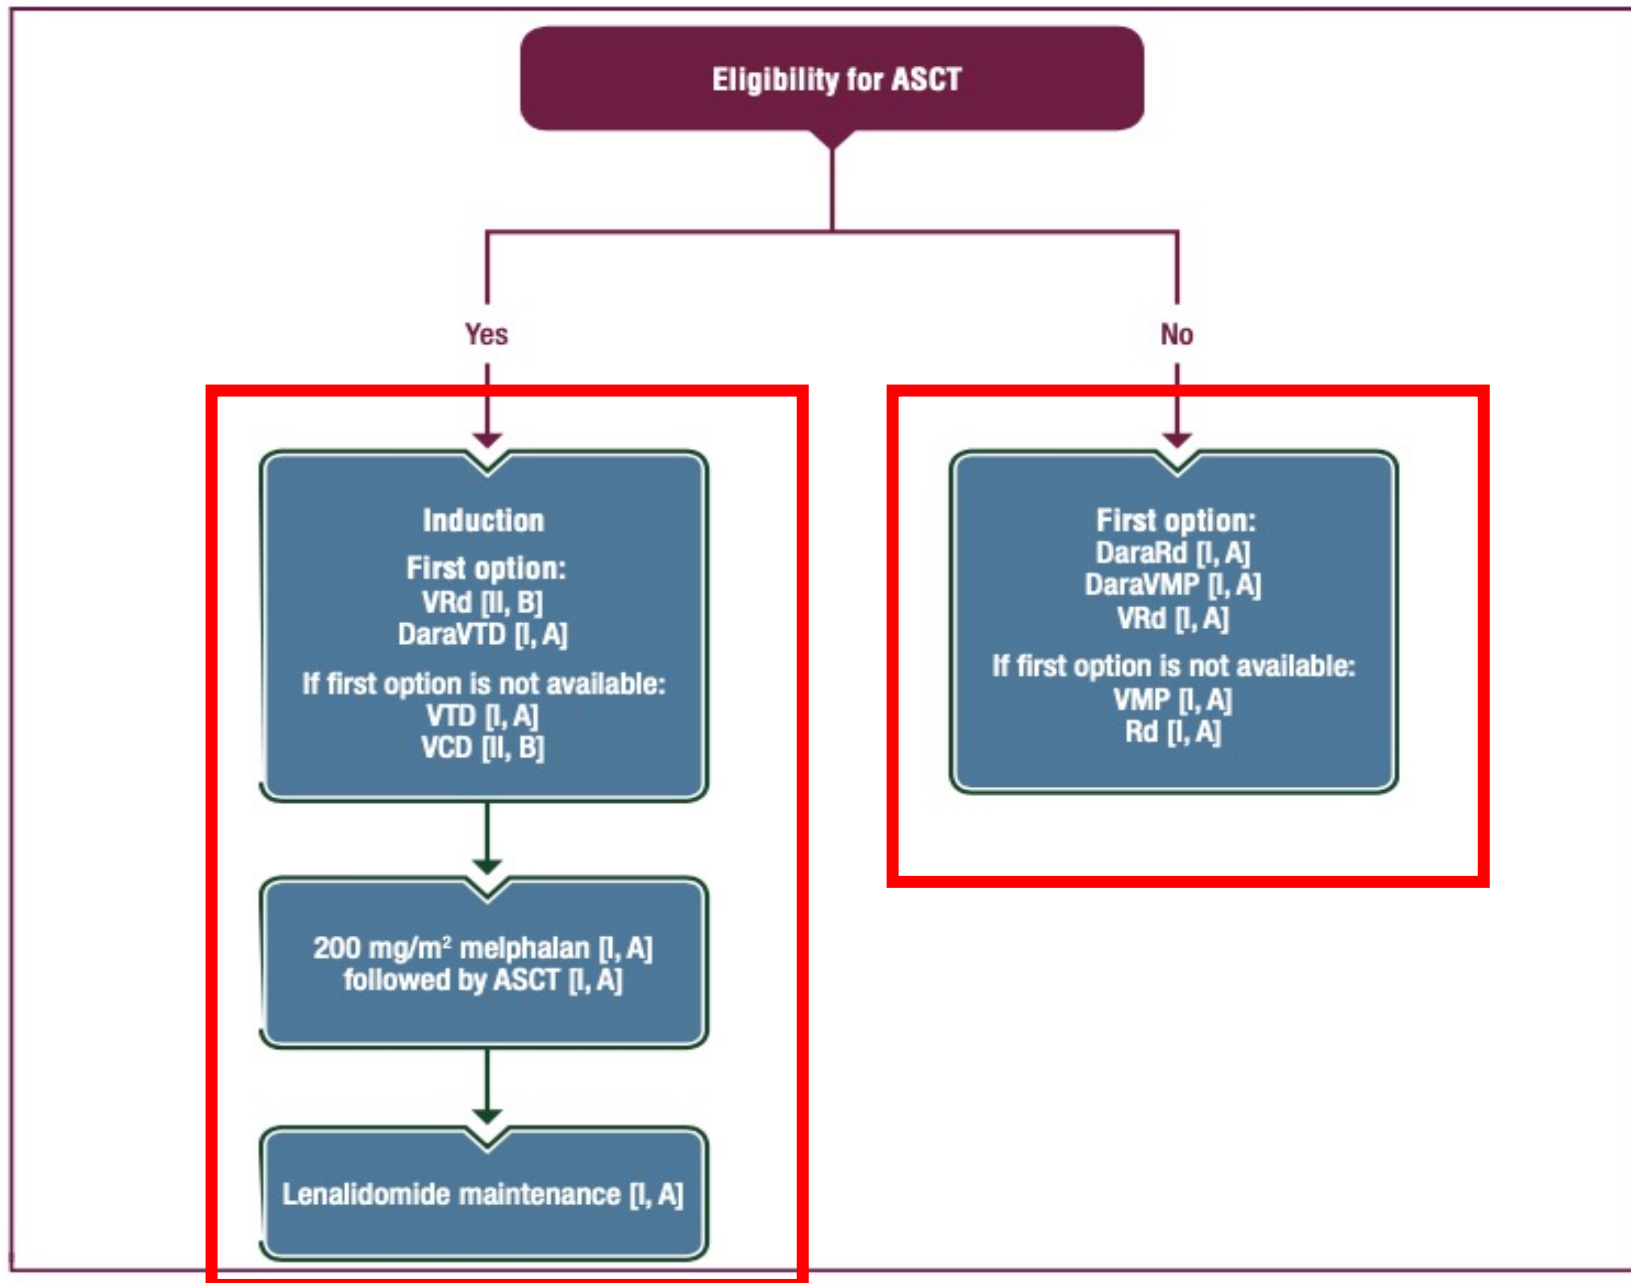 Eligibility for ASCT
Yes
No
Induction
First option:
VRd [II, B]
DaraVTD [I, A]
If first option is not available:
VTD [I, A]
VCD [II, B]
200 mg/m² melphalan [I, A]
followed by ASCT [I, A]
Lenalidomide maintenance [I, A]
First option:
DaraRd [I, A]
DaraVMP [I, A]
VRd [I, A]
If first option is not available:
VMP [I, A]
Rd [I, A]